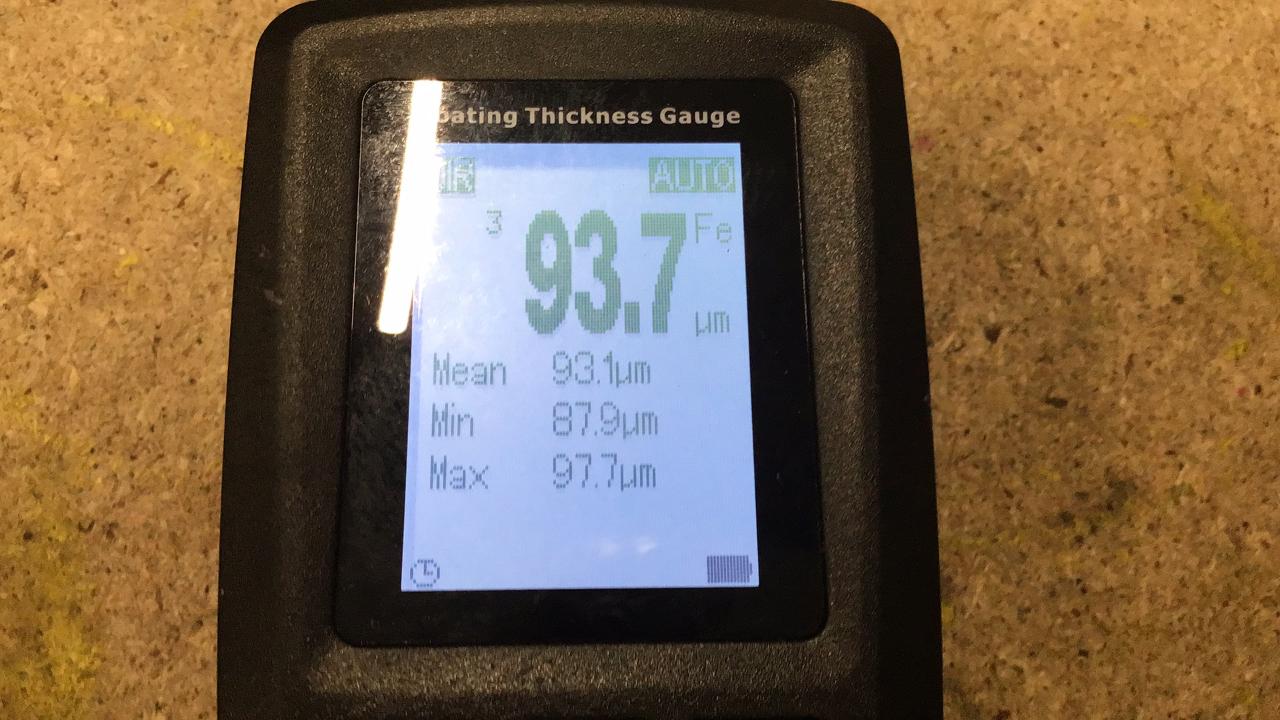 oating Thickness Gauge
AUTO
3 93.7 Fe
µm
Mean 93.1µm
Min 87.9µm
Max 97.7µm